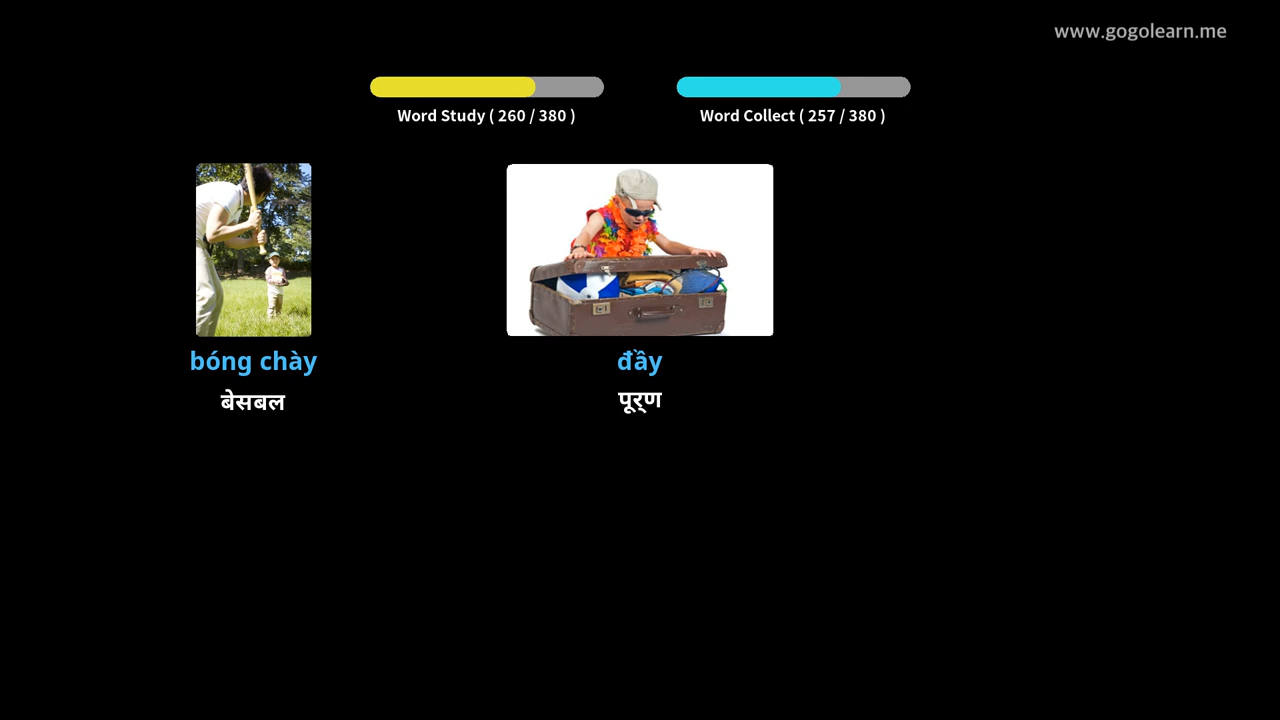 www.gogolearn.me
Word Study ( 260 / 380 )
Word Collect ( 257 / 380 )
bóng chày
बेसबल
đầy
पूर्ण